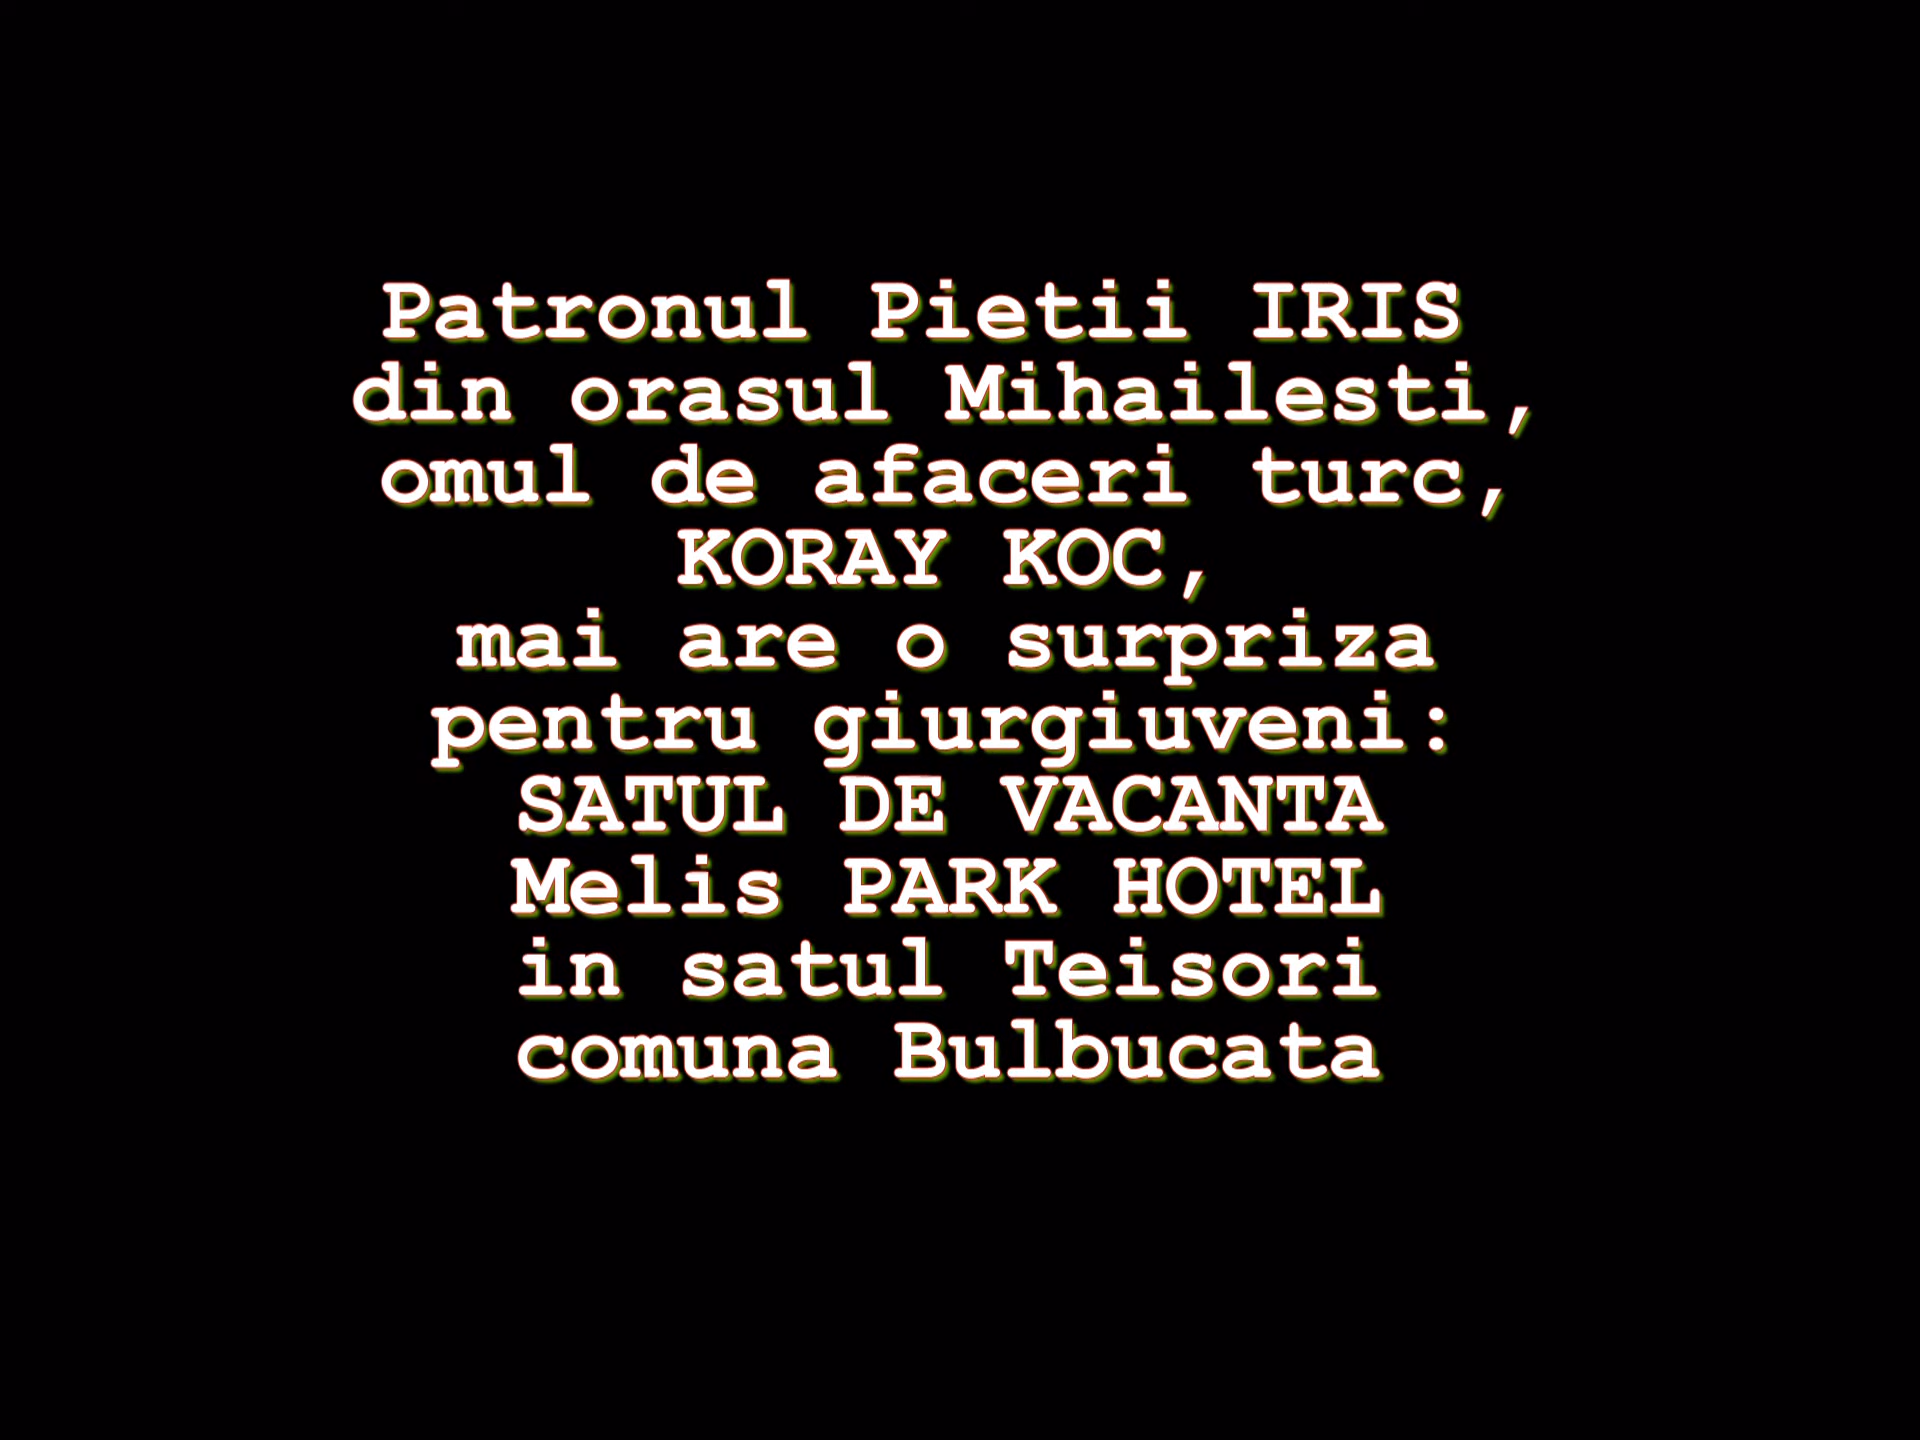 Patronul Pietii IRIS
din orasul Mihailesti,
omul de afaceri turc,
KORAY KOC,
mai are o surpriza
pentru giurgiuveni:
SATUL DE VACANTA
Melis PARK HOTEL
in satul Teisori
comuna Bulbucata